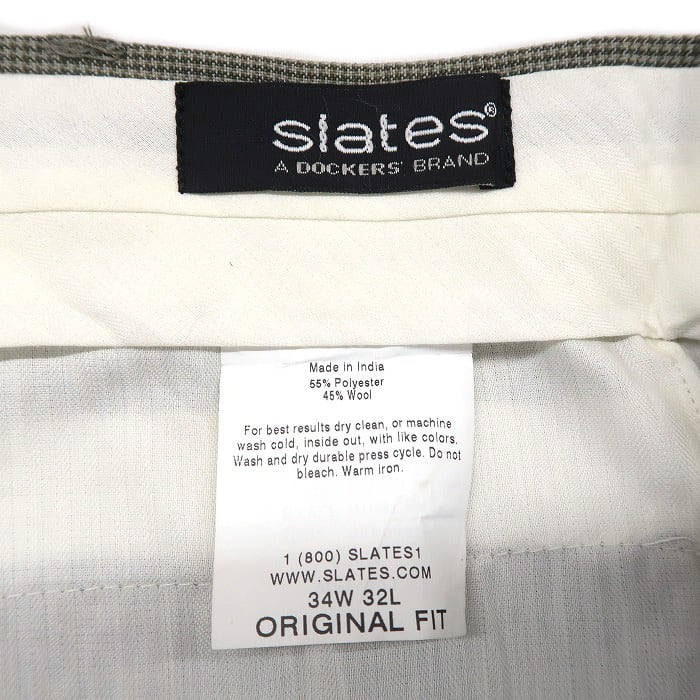 slates®
A DOCKERS® BRAND
Made in India
55% Polyester
45% Wool
For best results dry clean, or machine
wash cold, inside out, with like colors.
Wash and dry durable press cycle. Do not
bleach. Warm iron.
1 (800) SLATES1
WWW.SLATES.COM
34W 32L
ORIGINAL FIT